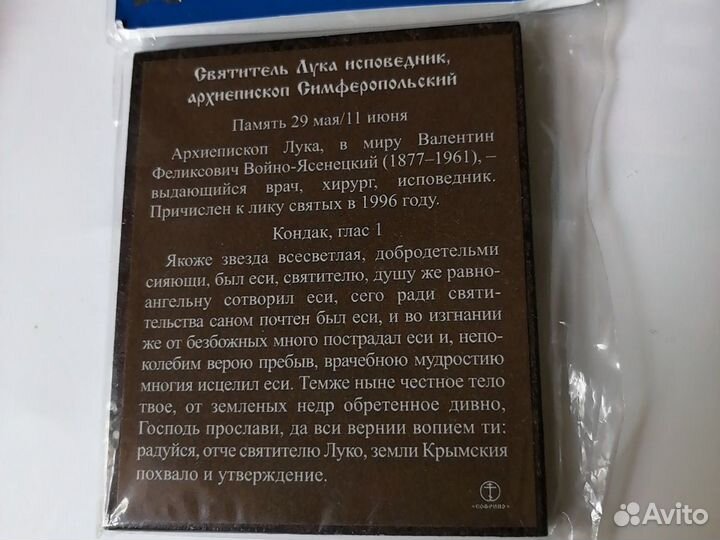 Святитель Лука исповедник,
архиепископ Симферопольский
Память 29 мая/11 июня
Архиепископ Лука, в миру Валентин
Феликсович Войно-Ясенецкий (1877–1961), –
выдающийся врач, хирург, исповедник.
Причислен к лику святых в 1996 году.
Кондак, глас 1
Якоже звезда всесветлая, добродетельми
сияющи, был еси, святителю, душу же равно-
ангельну сотворил еси, сего ради святи-
тельства саном почтен был еси, и во изгнании
же от безбожных много пострадал еси и, непо-
колебим верою пребыв, врачебною мудростию
многия исцелил еси. Темже ныне честное тело
твое, от земленых недр обретенное дивно,
Господь прослави, да вси вернии вопием ти:
радуйся, отче святителю Луко, земли Крымския
похвало и утверждение.
«СОФРИНО»
Avito